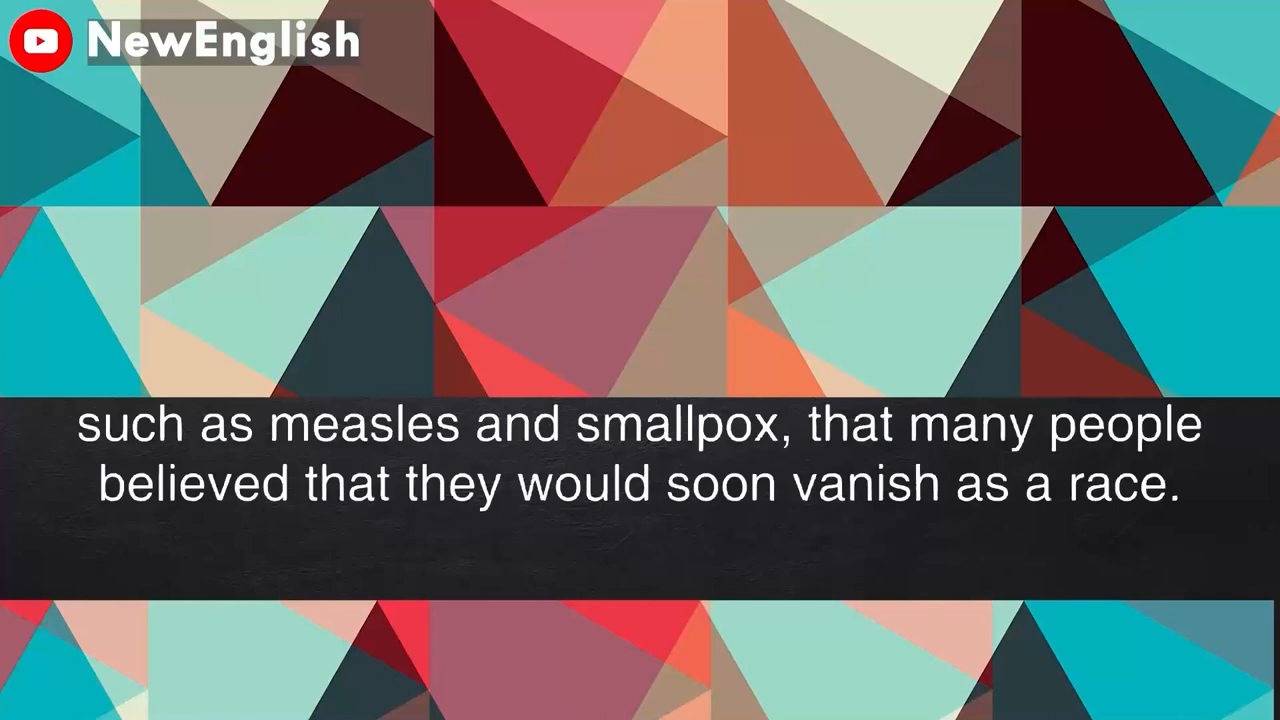 NewEnglish
such as measles and smallpox, that many people
believed that they would soon vanish as a race.